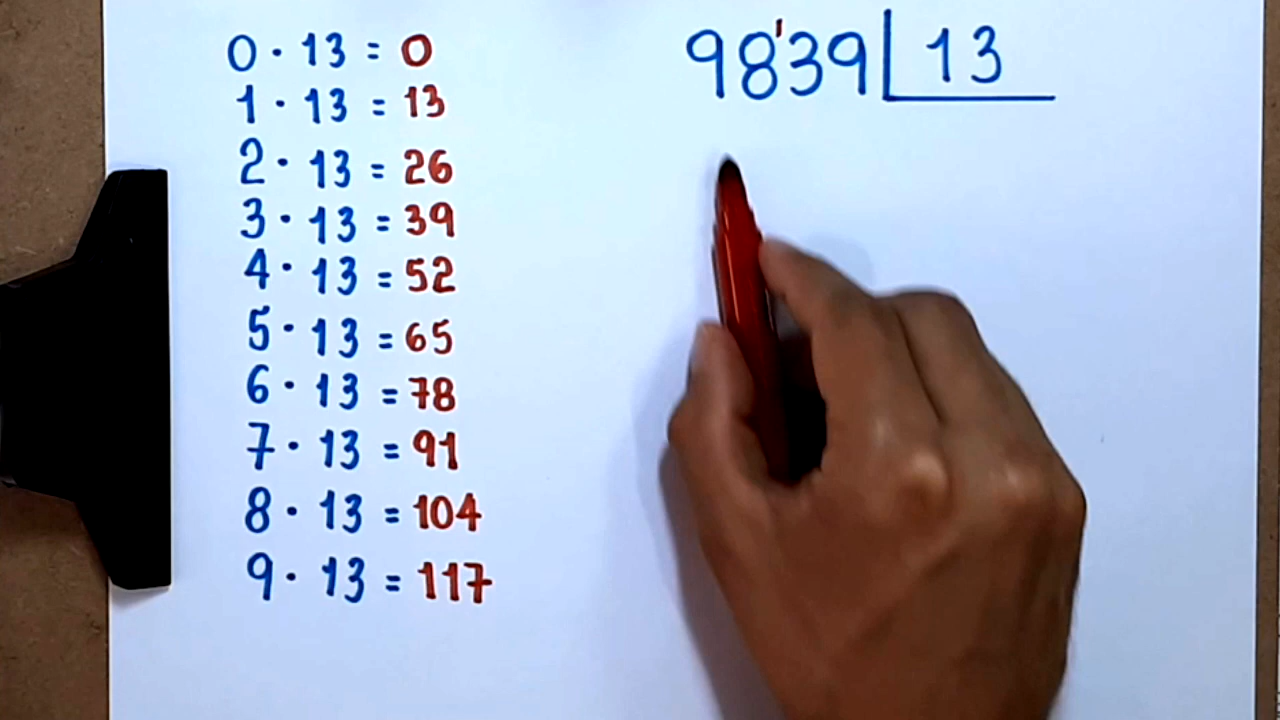 0 · 13 = 0
1 · 13 = 13
2 · 13 = 26
3 · 13 = 39
4 · 13 = 52
5 · 13 = 65
6 · 13 = 78
7 · 13 = 91
8 · 13 = 104
9 · 13 = 117
98'39 13